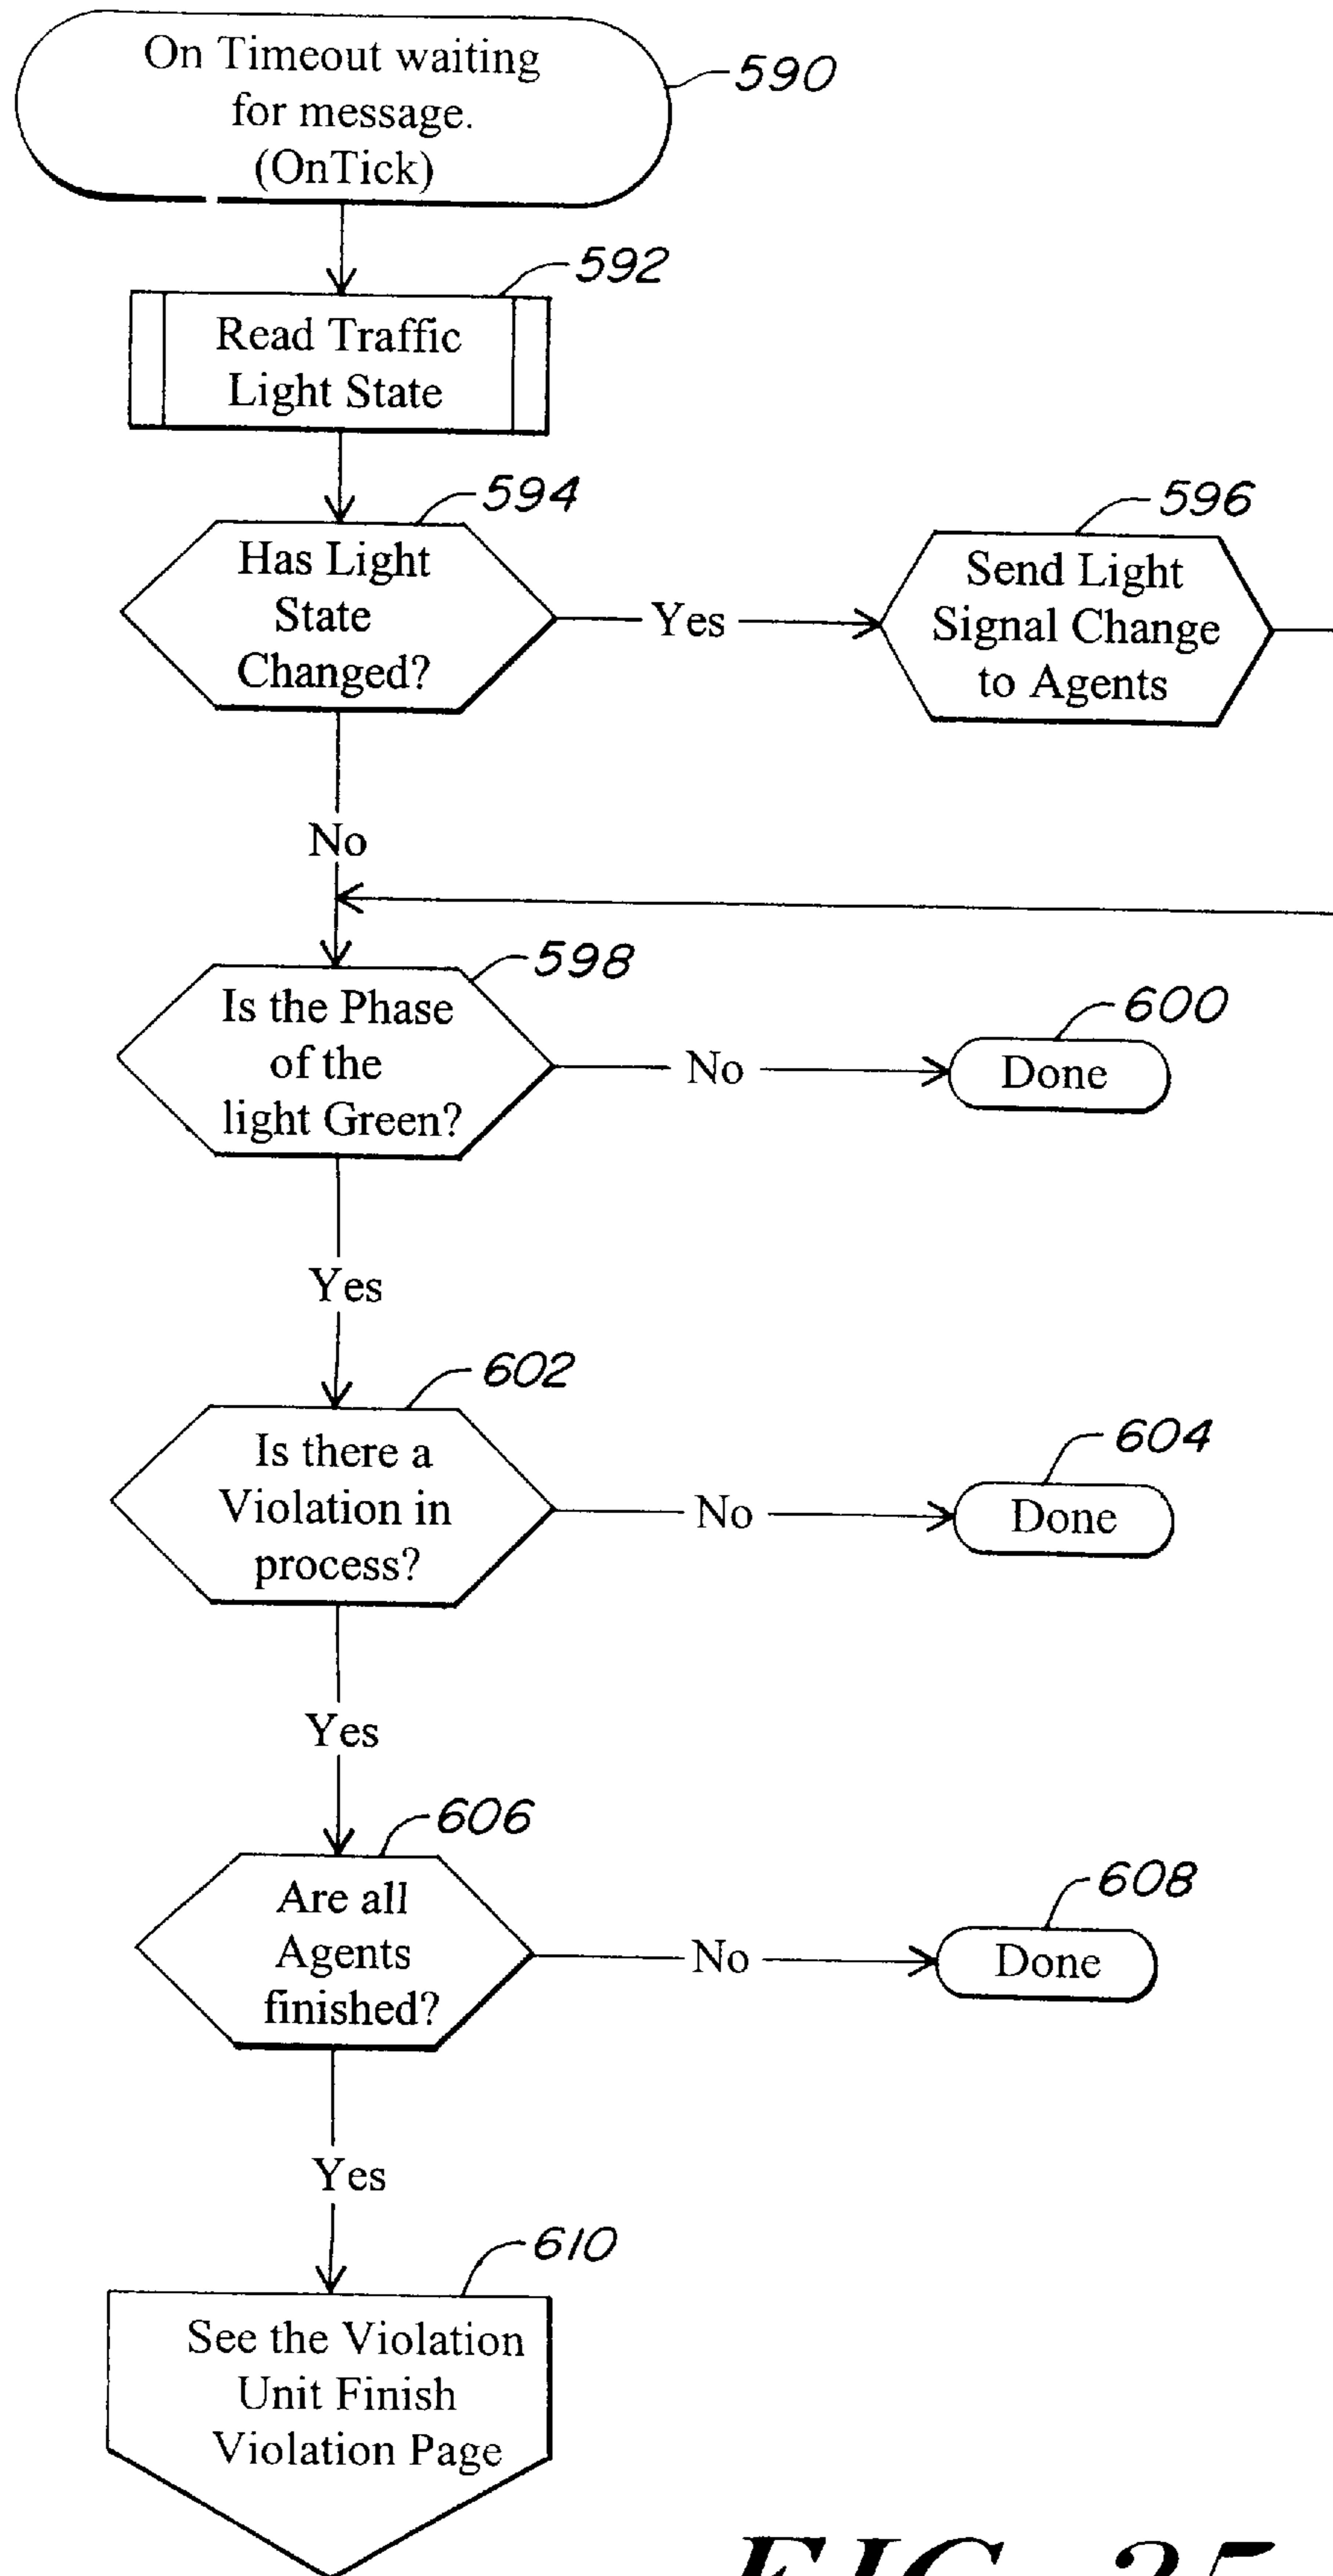 On Timeout waiting
for message.
(OnTick)
590
592
Read Traffic
Light State
594
Has Light
State
Changed?
Yes
596
Send Light
Signal Change
to Agents
No
598
Is the Phase
of the
light Green?
No
600
Done
Yes
602
Is there a
Violation in
process?
No
604
Done
Yes
606
Are all
Agents
finished?
No
608
Done
Yes
610
See the Violation
Unit Finish
Violation Page
FIG. 25